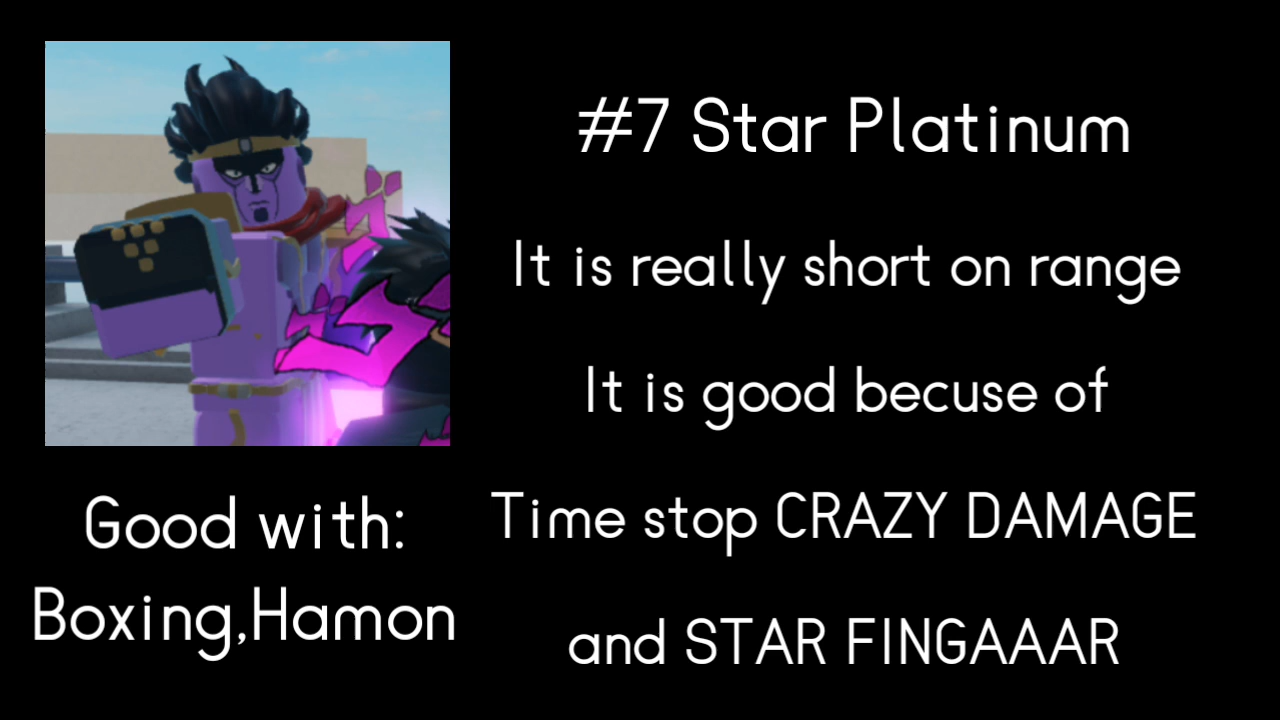 #7 Star Platinum
It is really short on range
It is good becuse of
Time stop CRAZY DAMAGE
and STAR FINGAAAR
Good with:
Boxing,Hamon